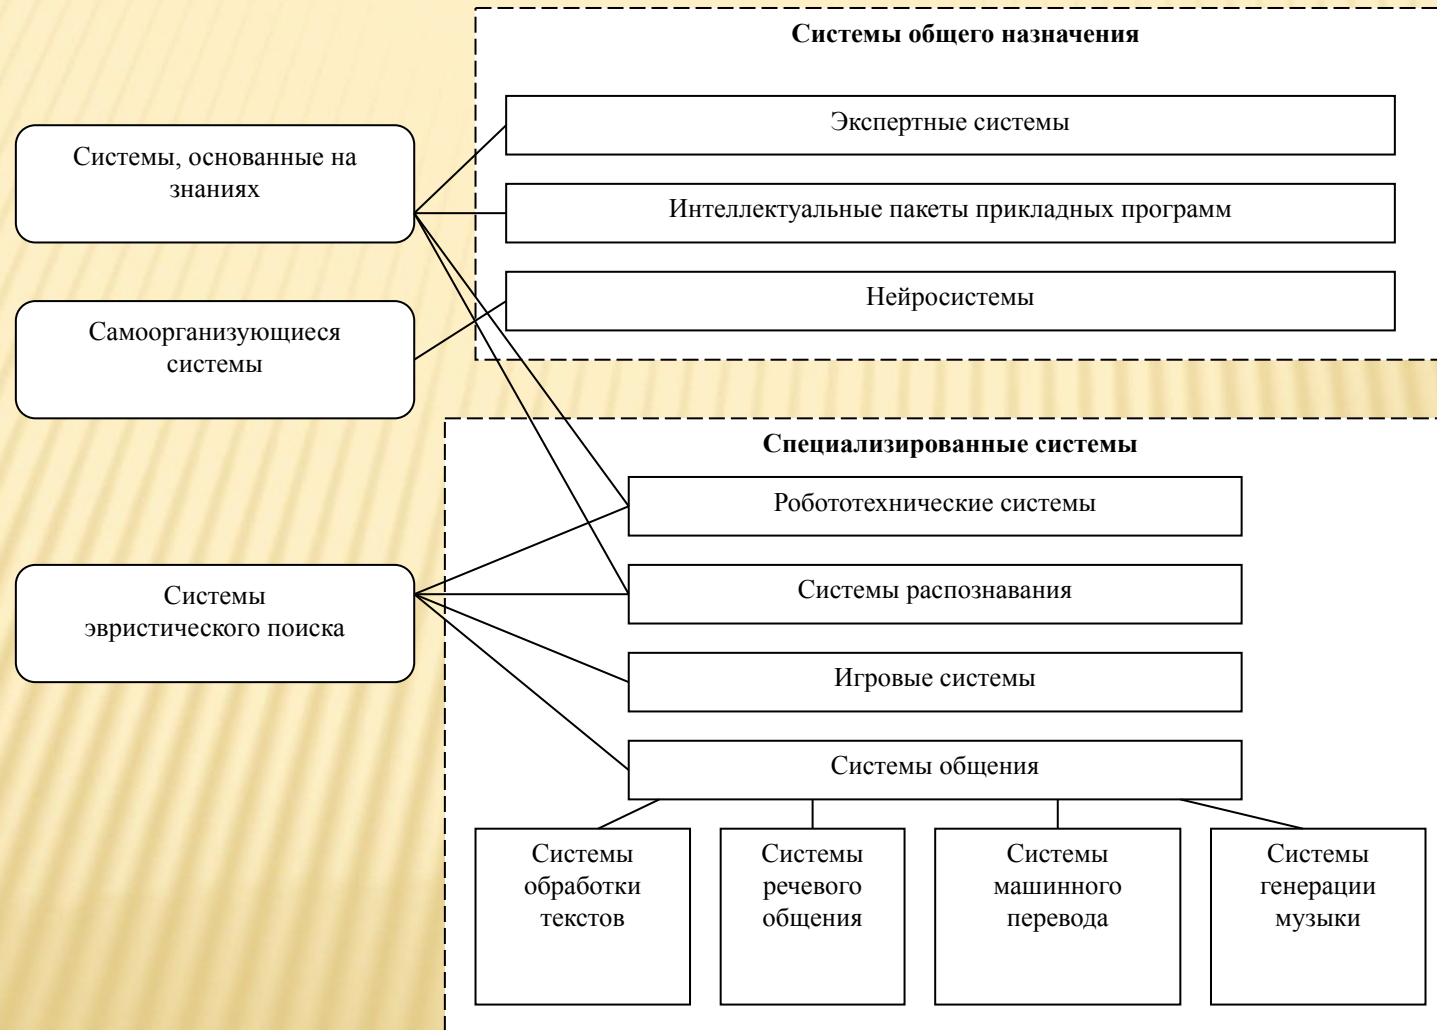 Системы общего назначения
Экспертные системы
Системы, основанные на
знаниях
Интеллектуальные пакеты прикладных программ
Нейросистемы
Самоорганизующиеся
системы
Специализированные системы
Робототехнические системы
Системы распознавания
Системы
эвристического поиска
Игровые системы
Системы общения
Системы
обработки
текстов
Системы
речевого
общения
Системы
машинного
перевода
Системы
генерации
музыки